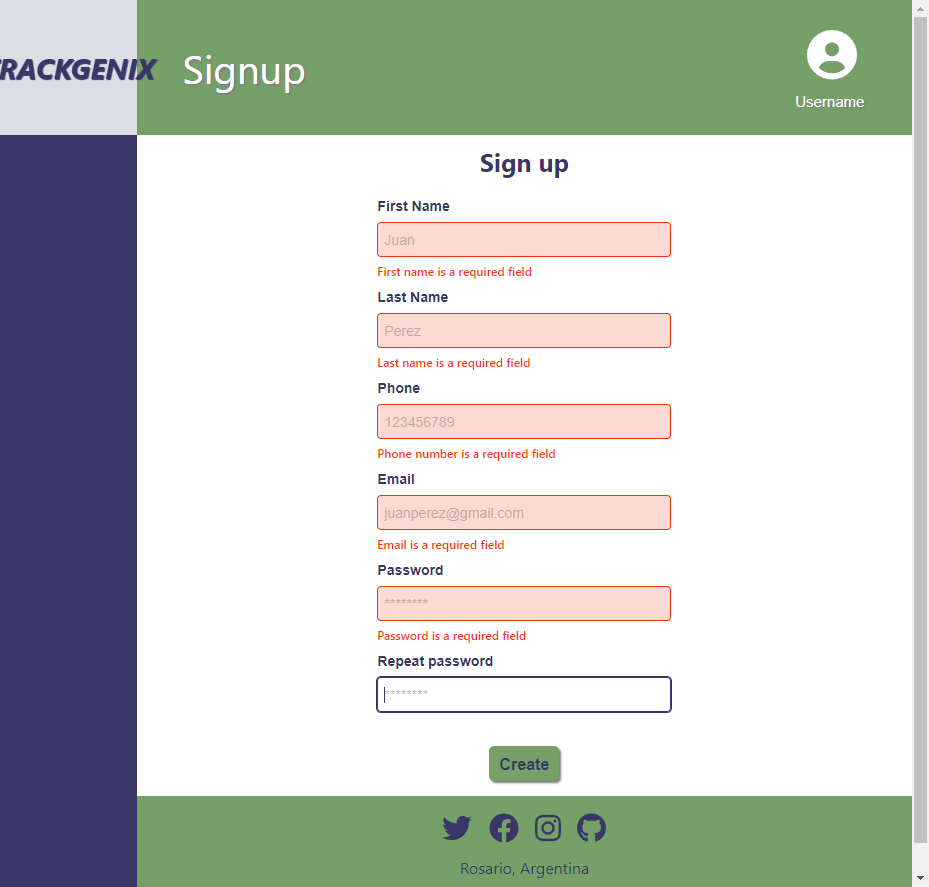 RACKGENIX
Signup
Username
Sign up
First Name
Juan
First name is a required field
Last Name
Perez
Last name is a required field
Phone
123456789
Phone number is a required field
Email
juanperez@gmail.com
Email is a required field
Password
********
Password is a required field
Repeat password
********
Create
Rosario, Argentina